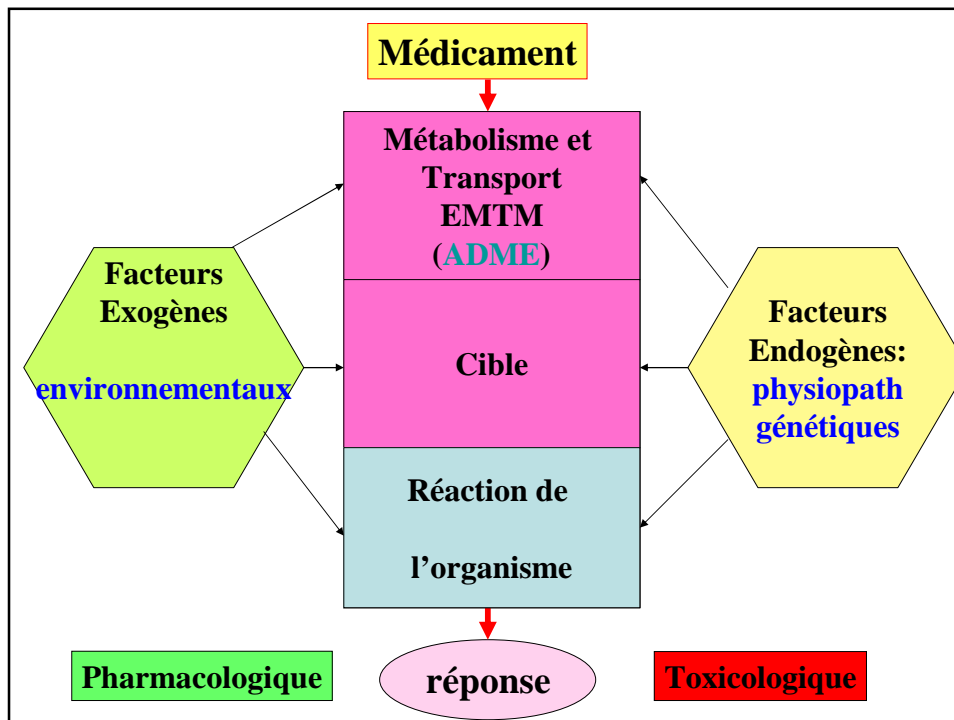 Médicament
Métabolisme et
Transport
EMTM
(ADME)
Facteurs
Exogènes
environnementaux
Cible
Facteurs
Endogènes:
physiopath
génétiques
Réaction de
l’organisme
Pharmacologique
réponse
Toxicologique